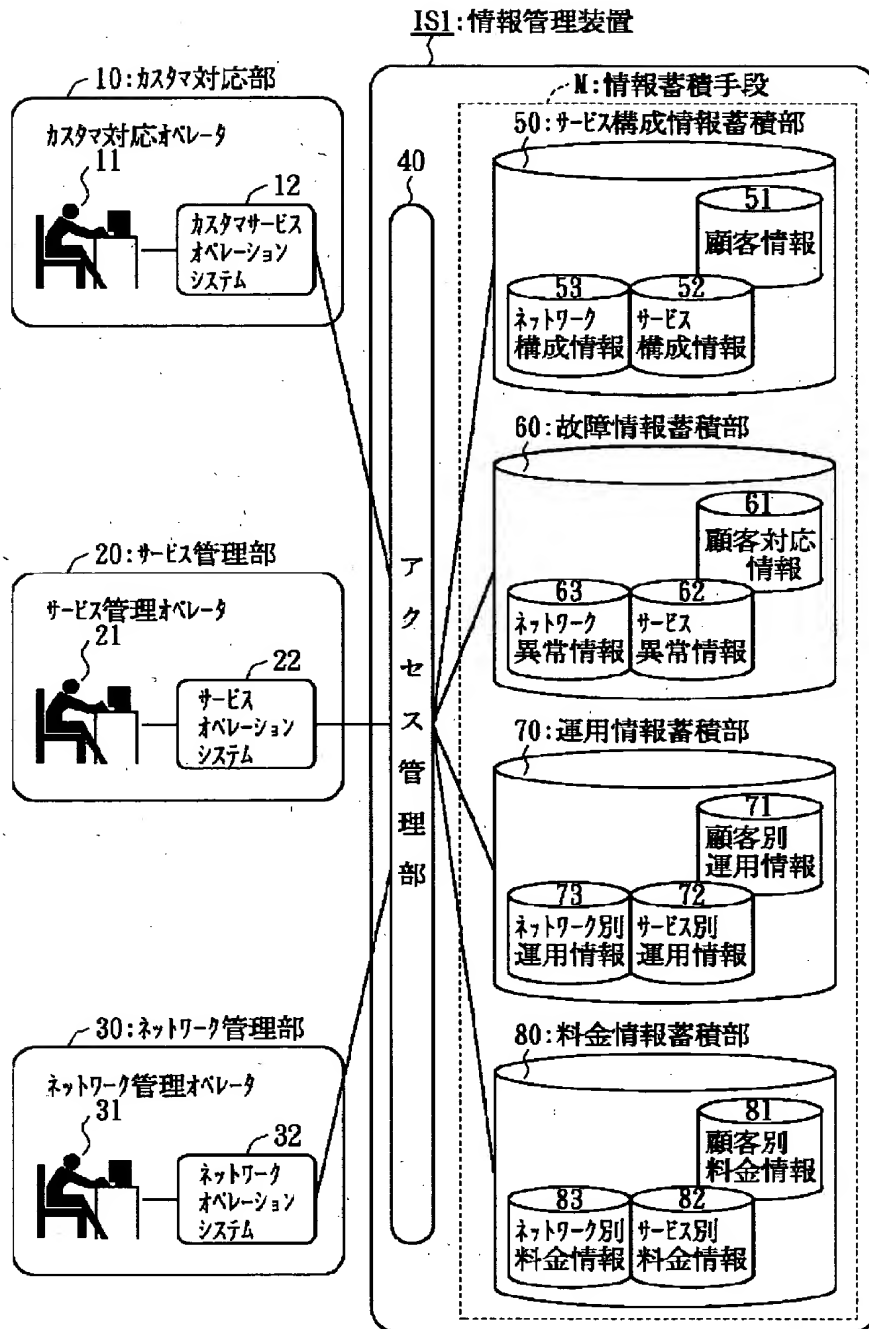 IS1:情報管理装置
10:カスタマ対応部
カスタマ対応オペレータ
11
12
カスタマサービス
オペレーション
システム
20:サービス管理部
サービス管理オペレータ
21
22
サービス
オペレーション
システム
30:ネットワーク管理部
ネットワーク管理オペレータ
31
32
ネットワーク
オペレーション
システム
40
アクセス管理部
M:情報蓄積手段
50:サービス構成情報蓄積部
51
顧客情報
53
ネットワーク
構成情報
52
サービス
構成情報
60:故障情報蓄積部
61
顧客対応
情報
63
ネットワーク
異常情報
62
サービス
異常情報
70:運用情報蓄積部
71
顧客別
運用情報
73
ネットワーク別
運用情報
72
サービス別
運用情報
80:料金情報蓄積部
81
顧客別
料金情報
83
ネットワーク別
料金情報
82
サービス別
料金情報